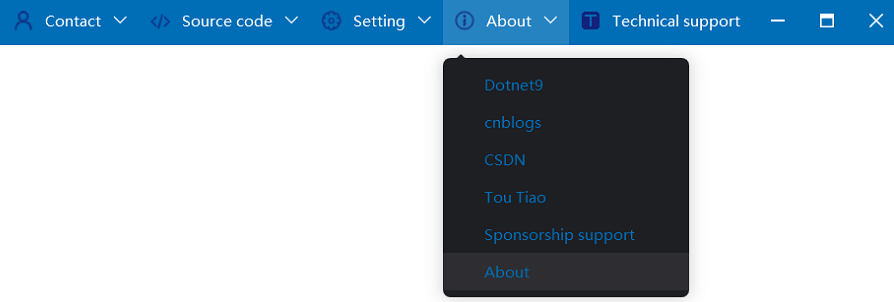 Contact Source code Setting About Technical support
Dotnet9
cnblogs
CSDN
Tou Tiao
Sponsorship support
About